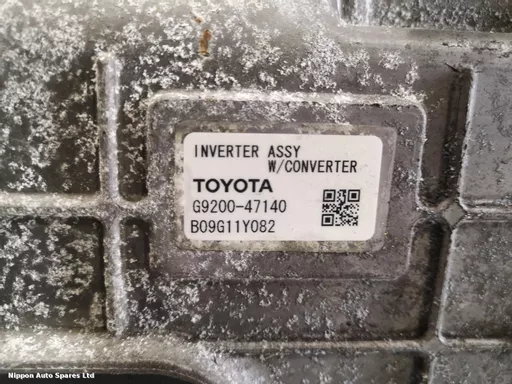 INVERTER ASSY
W/CONVERTER
TOYOTA
G9200-47140
B09G11Y082
Nippon Auto Spares Ltd